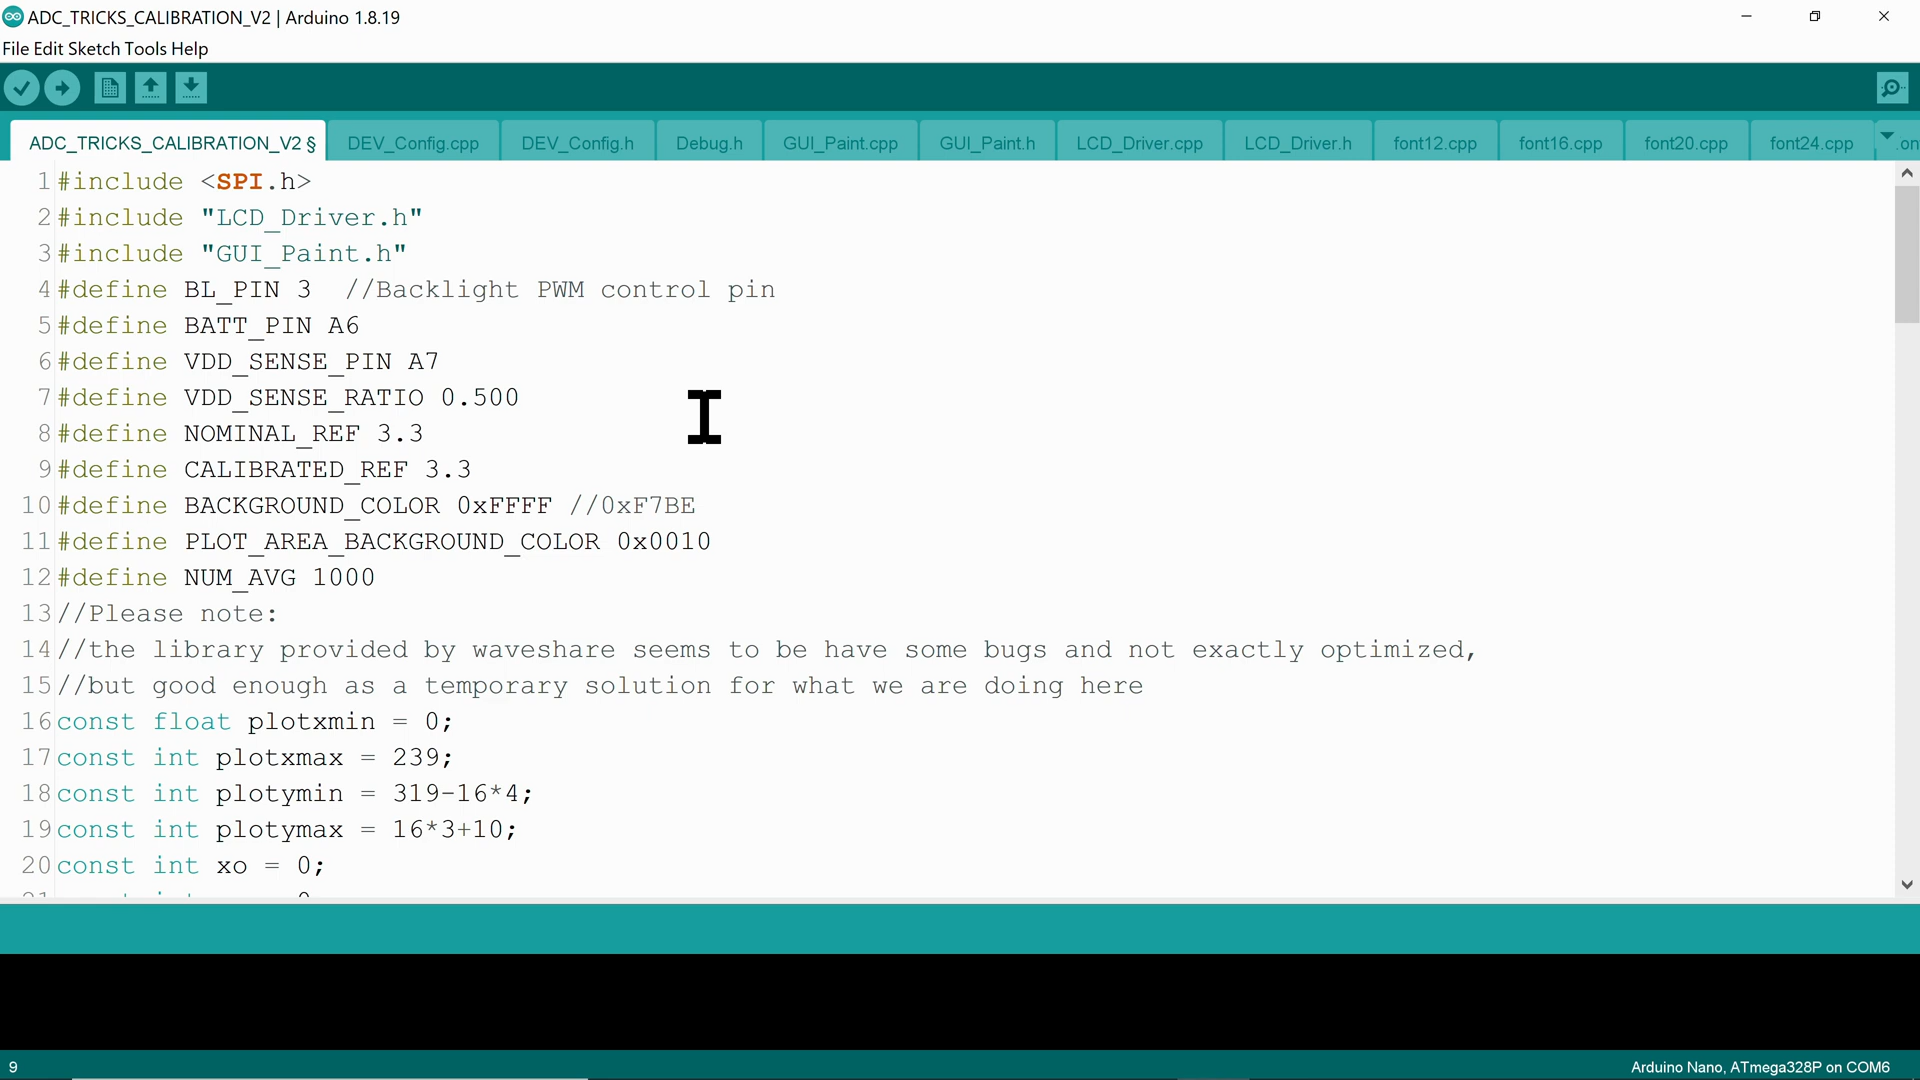 ADC_TRICKS_CALIBRATION_V2 | Arduino 1.8.19
File Edit Sketch Tools Help
ADC_TRICKS_CALIBRATION_V2 § DEV_Config.cpp DEV_Config.h Debug.h GUI_Paint.cpp GUI_Paint.h LCD_Driver.cpp LCD_Driver.h font12.cpp font16.cpp font20.cpp font24.cpp
1 #include <SPI.h>
2 #include "LCD_Driver.h"
3 #include "GUI_Paint.h"
4 #define BL_PIN 3  //Backlight PWM control pin
5 #define BATT_PIN A6
6 #define VDD_SENSE_PIN A7
7 #define VDD_SENSE_RATIO 0.500
8 #define NOMINAL_REF 3.3
9 #define CALIBRATED_REF 3.3
10 #define BACKGROUND_COLOR 0xFFFF //0xF7BE
11 #define PLOT_AREA_BACKGROUND_COLOR 0x0010
12 #define NUM_AVG 1000
13 //Please note:
14 //the library provided by waveshare seems to be have some bugs and not exactly optimized,
15 //but good enough as a temporary solution for what we are doing here
16 const float plotxmin = 0;
17 const int plotxmax = 239;
18 const int plotymin = 319-16*4;
19 const int plotymax = 16*3+10;
20 const int xo = 0;
9
Arduino Nano, ATmega328P on COM6